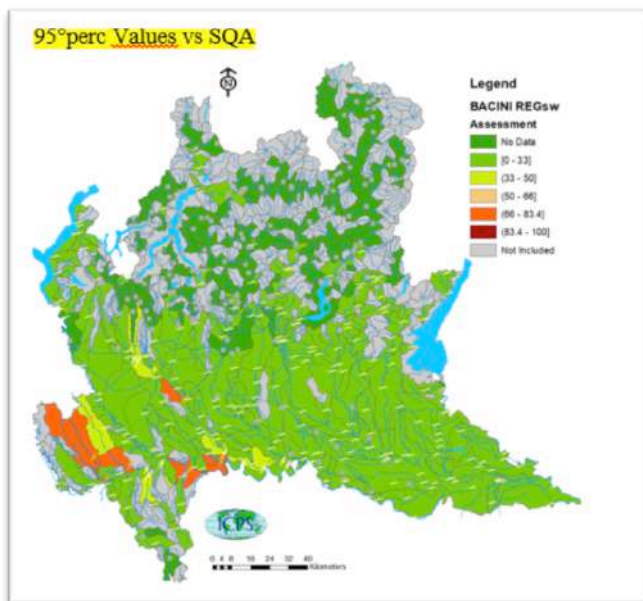 95°perc Values vs SQA
N
Legend
BACINI REGsw
Assessment
No Data
[0 - 33]
(33 - 50]
(50 - 66]
(66 - 83.4]
(83.4 - 100]
Not Included
ICPS
0 4 8 16 24 32 40
Kilometers